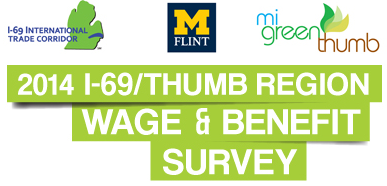 I-69 INTERNATIONAL
TRADE CORRIDOR
M
FLINT
mi
green thumb
2014 I-69/THUMB REGION
WAGE & BENEFIT
SURVEY